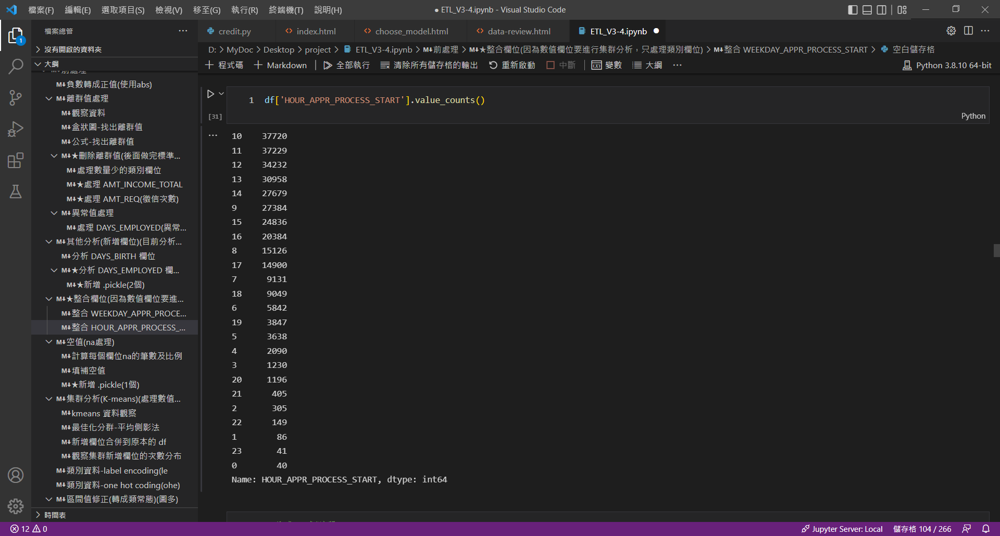 檔案(F) 編輯(E) 選取項目(S) 檢視(V) 移至(G) 執行(R) 終端機(T) 說明(H) ● ETL_V3-4.ipynb - Visual Studio Code
檔案總管 ···
credit.py index.html choose_model.html data-review.html ETL_V3-4.ipynb ●
沒有開啟的資料夾
D: > MyDoc > Desktop > project > ETL_V3-4.ipynb > M↓前處理 > M↓★整合欄位(因為數值欄位要進行集群分析，只處理類別欄位) > M↓整合 WEEKDAY_APPR_PROCESS_START > 空白儲存格
大綱
+ 程式碼 + Markdown | 全部執行 清除所有儲存格的輸出 重新啟動 中斷 | 變數 大綱 ···
Python 3.8.10 64-bit
M↓前處理
M↓負數轉成正值(使用abs)
M↓離群值處理
M↓觀察資料
M↓盒狀圖-找出離群值
M↓公式-找出離群值
M↓★刪除離群值(後面做完標準...
M↓處理數量少的類別欄位
M↓★處理 AMT_INCOME_TOTAL
M↓★處理 AMT_REQ(徵信次數)
M↓異常值處理
M↓處理 DAYS_EMPLOYED(異常...
M↓其他分析(新增欄位)(目前分析...
M↓分析 DAYS_BIRTH 欄位
M↓★分析 DAYS_EMPLOYED 欄...
M↓★新增 .pickle(2個)
M↓★整合欄位(因為數值欄位要進...
M↓整合 WEEKDAY_APPR_PROCE...
M↓整合 HOUR_APPR_PROCESS_...
M↓空值(na處理)
M↓計算每個欄位na的筆數及比例
M↓填補空值
M↓★新增 .pickle(1個)
M↓集群分析(K-means)(處理數值...
M↓kmeans 資料觀察
M↓最佳化分群-平均側影法
M↓新增欄位合併到原本的 df
M↓觀察集群新增欄位的次數分布
M↓類別資料-label encoding(le
M↓類別資料-one hot coding(ohe)
M↓區間值修正(轉成類常態)(圖多)
時間表
1 df['HOUR_APPR_PROCESS_START'].value_counts()
[31]
Python
···
10 37720
11 37229
12 34232
13 30958
14 27679
9 27384
15 24836
16 20384
8 15126
17 14900
7 9131
18 9049
6 5842
19 3847
5 3638
4 2090
3 1230
20 1196
21 405
2 305
22 149
1 86
23 41
0 40
Name: HOUR_APPR_PROCESS_START, dtype: int64
12 0
Jupyter Server: Local 儲存格 104 / 266